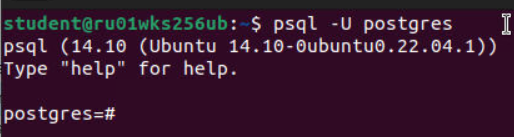 student@ru01wks256ub:~$ psql -U postgres
psql (14.10 (Ubuntu 14.10-0ubuntu0.22.04.1))
Type "help" for help.
postgres=#